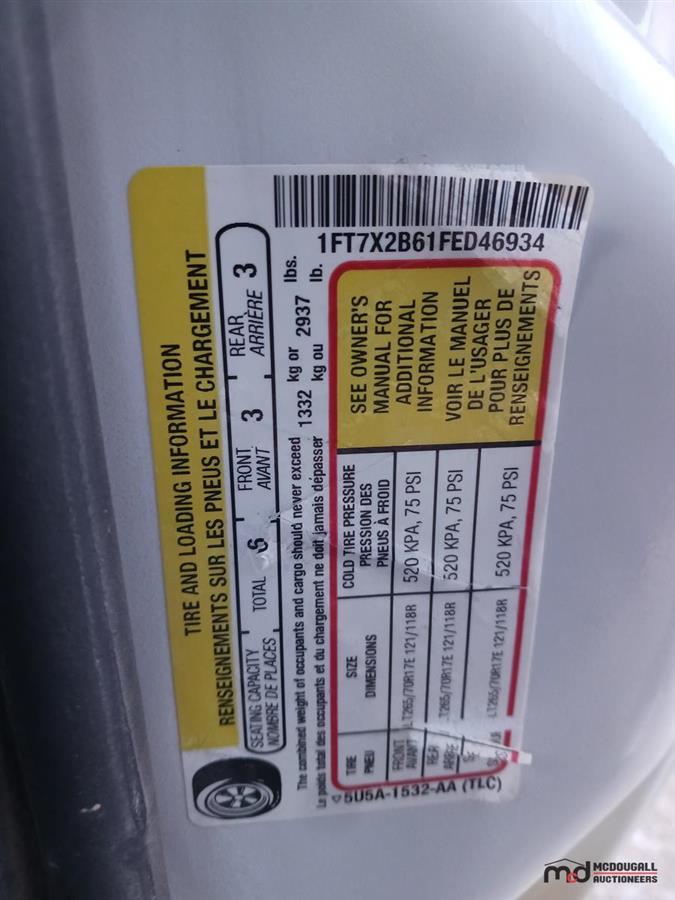 TIRE AND LOADING INFORMATION
RENSEIGNEMENTS SUR LES PNEUS ET LE CHARGEMENT
SEATING CAPACITY
NOMBRE DE PLACES
TOTAL 6
FRONT
AVANT 3
REAR
ARRIÈRE 3
The combined weight of occupants and cargo should never exceed 1332 kg or 2937 lbs.
Le poids total des occupants et du chargement ne doit jamais dépasser kg ou lb.
1FT7X2B61FED46934
TIRE
PNEU
SIZE
DIMENSIONS
COLD TIRE PRESSURE
PRESSION DES
PNEUS À FROID
FRONT
AVANT
LT265/70R17E 121/118R
520 KPA, 75 PSI
LT265/70R17E 121/118R
520 KPA, 75 PSI
LT265/70R17E 121/118R
520 KPA, 75 PSI
SEE OWNER'S
MANUAL FOR
ADDITIONAL
INFORMATION
VOIR LE MANUEL
DE L'USAGER
POUR PLUS DE
RENSEIGNEMENTS
5U5A-1532-AA (TLC)
md MCDOUGALL
AUCTIONEERS